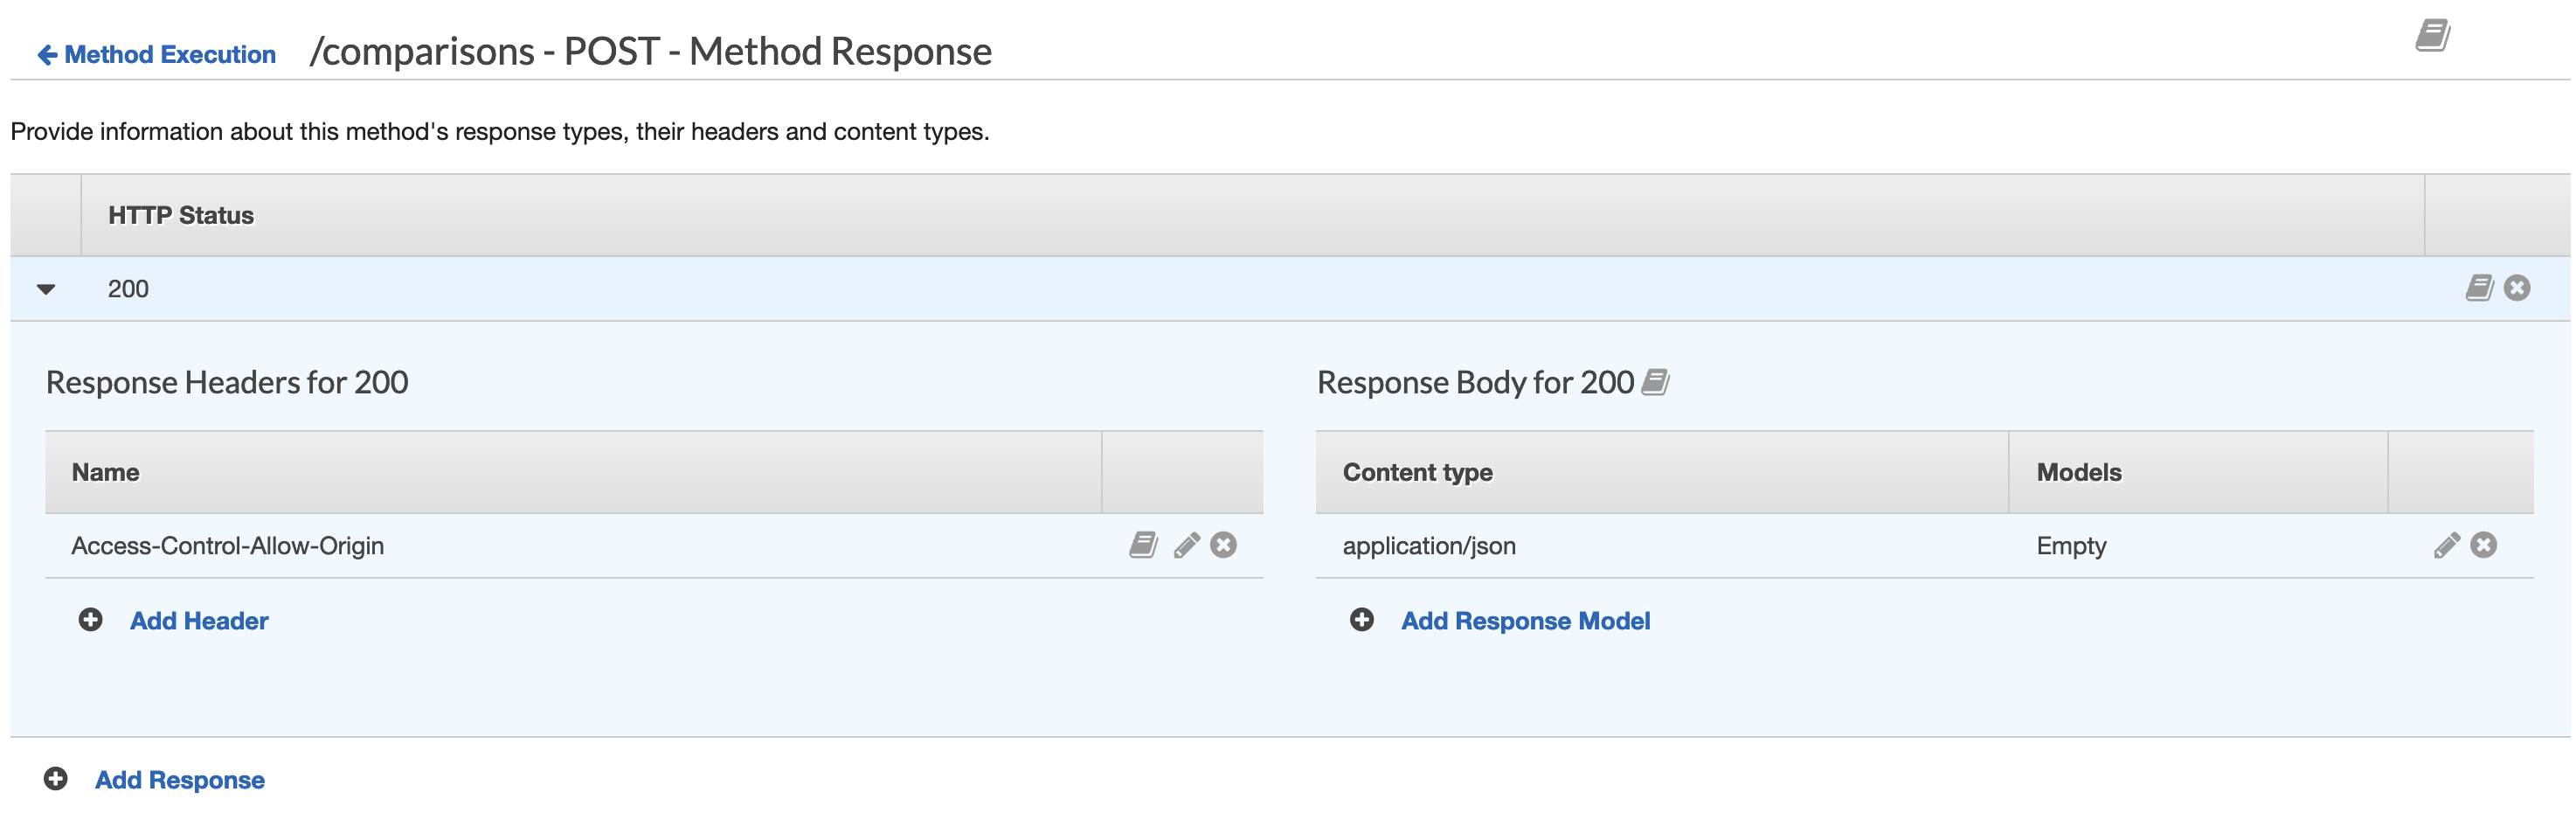 Method Execution /comparisons - POST - Method Response
Provide information about this method's response types, their headers and content types.
HTTP Status
200
Response Headers for 200
Name
Access-Control-Allow-Origin
Add Header
Response Body for 200
Content type Models
application/json Empty
Add Response Model
Add Response